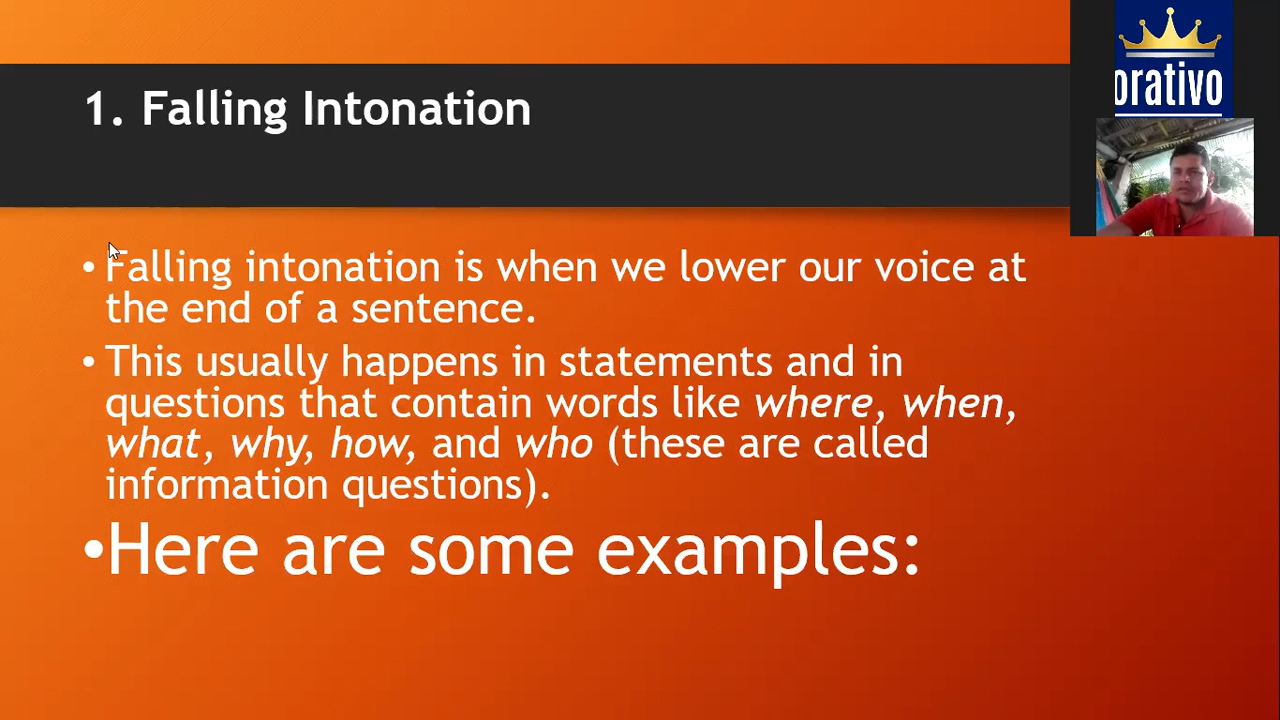 1. Falling Intonation
orativo
• Falling intonation is when we lower our voice at
the end of a sentence.
• This usually happens in statements and in
questions that contain words like where, when,
what, why, how, and who (these are called
information questions).
•Here are some examples: